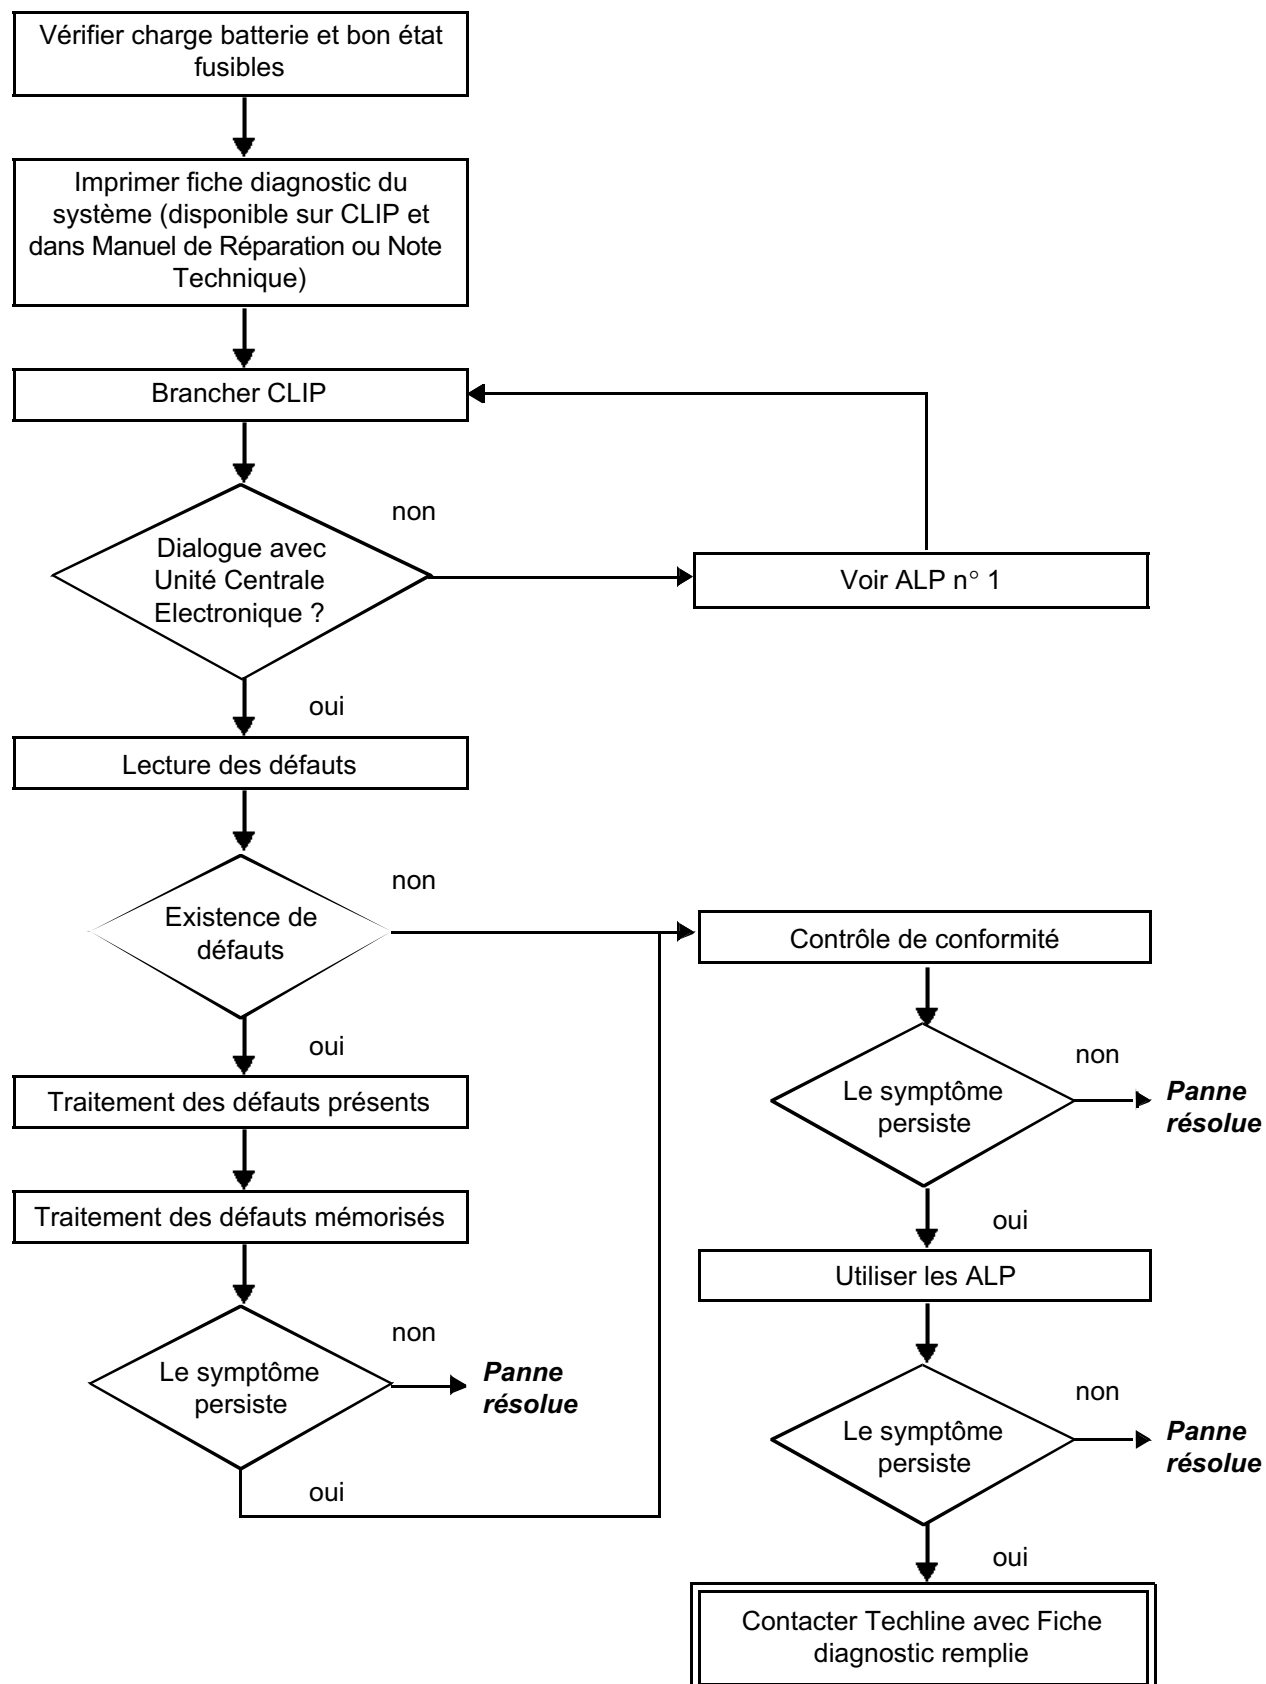 Vérifier charge batterie et bon état
fusibles
Imprimer fiche diagnostic du
système (disponible sur CLIP et
dans Manuel de Réparation ou Note
Technique)
Brancher CLIP
non
Dialogue avec
Unité Centrale
Electronique ?
Voir ALP n° 1
oui
Lecture des défauts
non
Existence de
défauts
Contrôle de conformité
oui
Traitement des défauts présents
non
Le symptôme
persiste
Panne
résolue
Traitement des défauts mémorisés
oui
Utiliser les ALP
non
Le symptôme
persiste
Panne
résolue
non
Le symptôme
persiste
Panne
résolue
oui
oui
Contacter Techline avec Fiche
diagnostic remplie